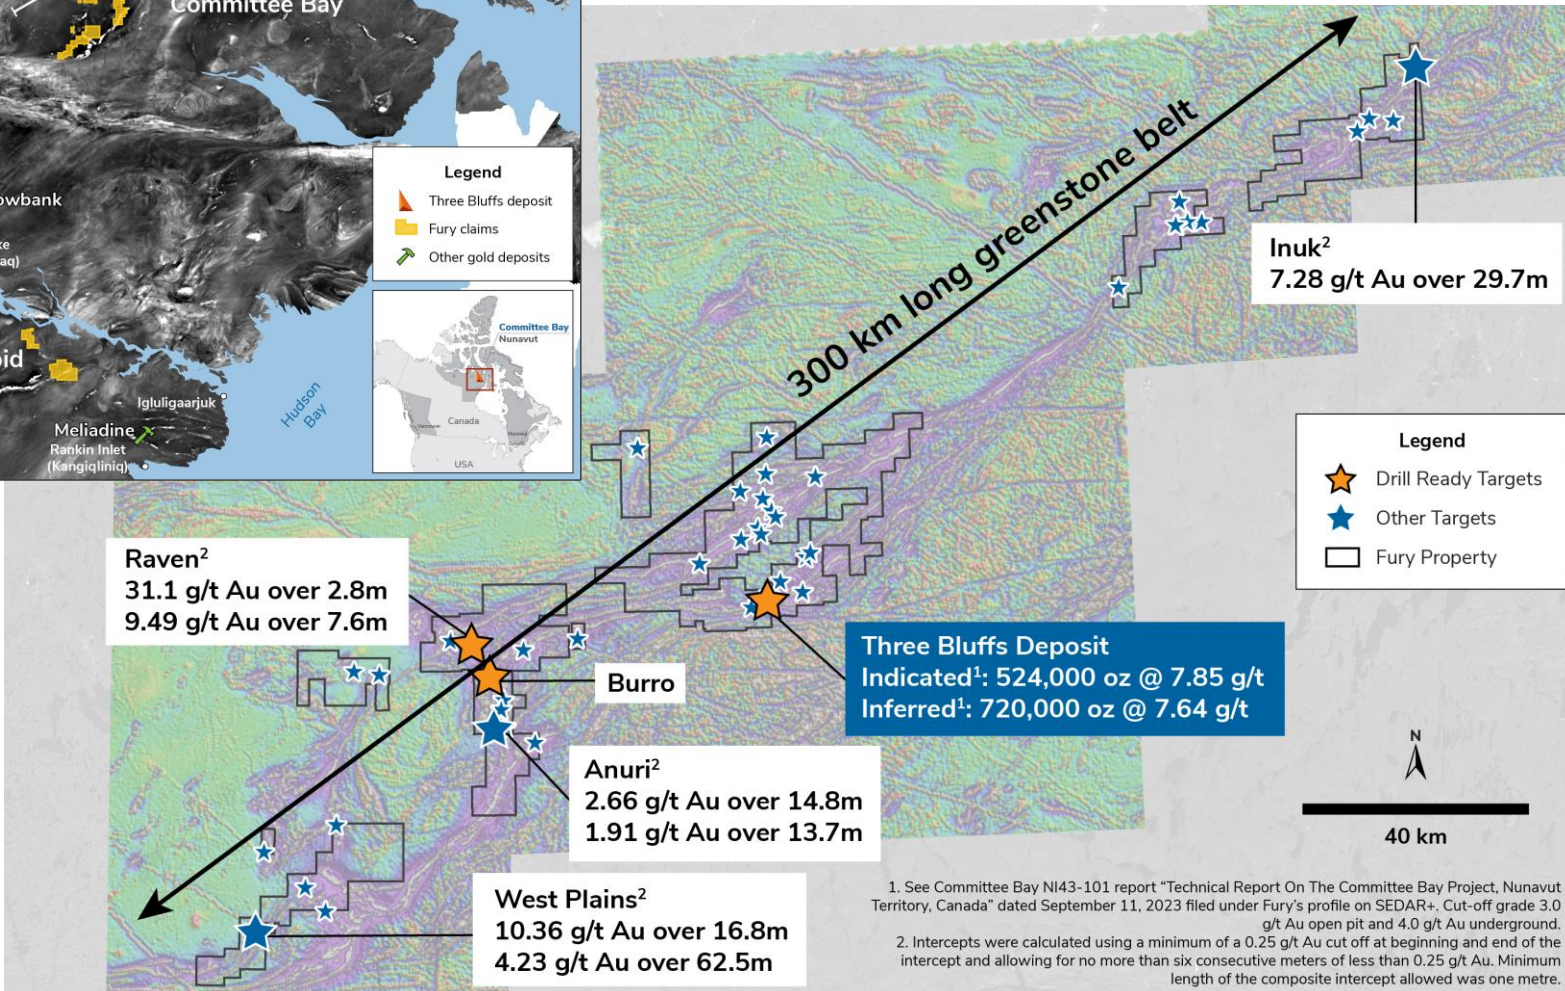 Committee Bay
owbank
ke
aq)
id
Igluligaarjuk
Meliadine
Rankin Inlet
(Kangiqliniq)
Hudson
Bay
Legend
Three Bluffs deposit
Fury claims
Other gold deposits
Committee Bay
Nunavut
Canada
Vancouver
USA
300 km long greenstone belt
Inuk²
7.28 g/t Au over 29.7m
Legend
Drill Ready Targets
Other Targets
Fury Property
Raven²
31.1 g/t Au over 2.8m
9.49 g/t Au over 7.6m
Burro
Three Bluffs Deposit
Indicated¹: 524,000 oz @ 7.85 g/t
Inferred¹: 720,000 oz @ 7.64 g/t
Anuri²
2.66 g/t Au over 14.8m
1.91 g/t Au over 13.7m
West Plains²
10.36 g/t Au over 16.8m
4.23 g/t Au over 62.5m
N
40 km
1. See Committee Bay NI43-101 report “Technical Report On The Committee Bay Project, Nunavut
Territory, Canada” dated September 11, 2023 filed under Fury’s profile on SEDAR+. Cut-off grade 3.0
g/t Au open pit and 4.0 g/t Au underground.
2. Intercepts were calculated using a minimum of a 0.25 g/t Au cut off at beginning and end of the
intercept and allowing for no more than six consecutive meters of less than 0.25 g/t Au. Minimum
length of the composite intercept allowed was one metre.